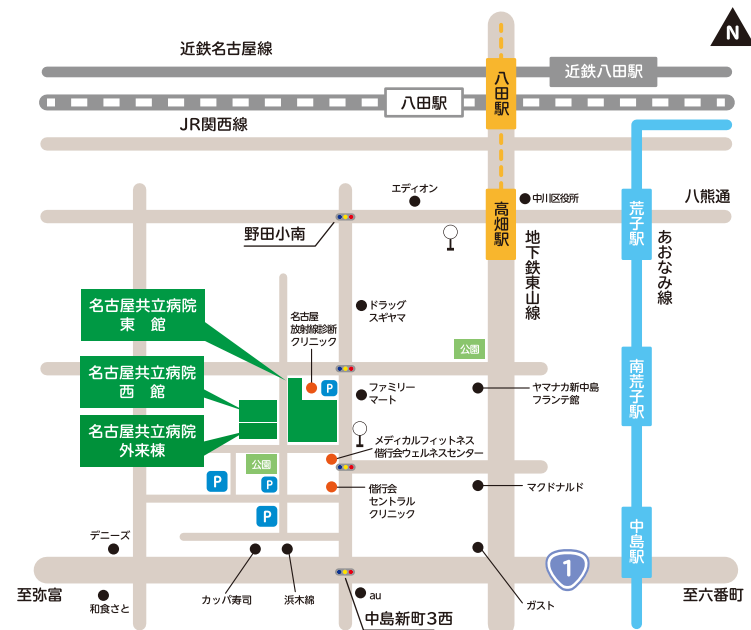 N
近鉄名古屋線
近鉄八田駅
八田駅
八田駅
JR関西線
エディオン
中川区役所
八熊通
高畑駅
荒子駅
野田小南
地下鉄東山線
あおなみ線
名古屋共立病院
東 館
名古屋
放射線診断
クリニック
ドラッグ
スギヤマ
公園
名古屋共立病院
西 館
P
ファミリー
マート
ヤマナカ新中島
フランテ館
南荒子駅
名古屋共立病院
外来棟
メディカルフィットネス
偕行会ウェルネスセンター
公園
P
P
偕行会
セントラル
クリニック
マクドナルド
P
中島駅
デニーズ
1
至弥富
和食さと
カッパ寿司
浜木綿
au
ガスト
至六番町
中島新町3西